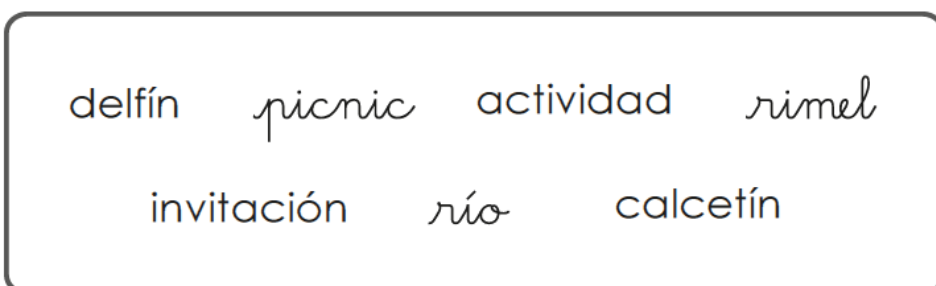 delfín picnic actividad rimel
invitación río calcetín